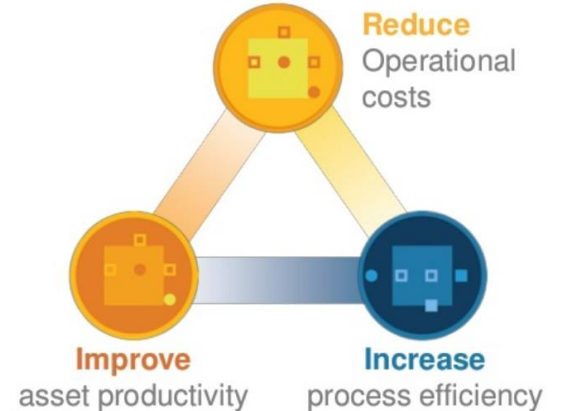 Reduce
Operational
costs
Improve
asset productivity
Increase
process efficiency